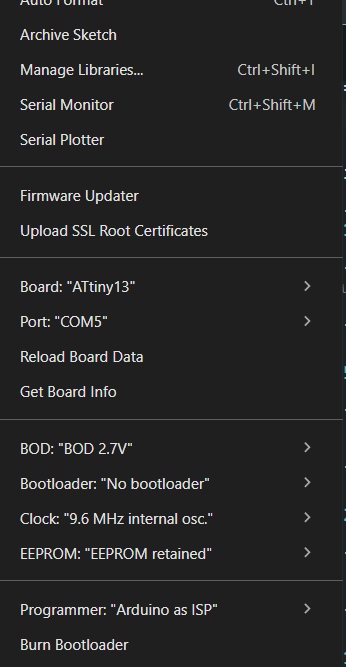 Auto Format Ctrl+T
Archive Sketch
Manage Libraries... Ctrl+Shift+I
Serial Monitor Ctrl+Shift+M
Serial Plotter
Firmware Updater
Upload SSL Root Certificates
Board: "ATtiny13"
Port: "COM5"
Reload Board Data
Get Board Info
BOD: "BOD 2.7V"
Bootloader: "No bootloader"
Clock: "9.6 MHz internal osc."
EEPROM: "EEPROM retained"
Programmer: "Arduino as ISP"
Burn Bootloader